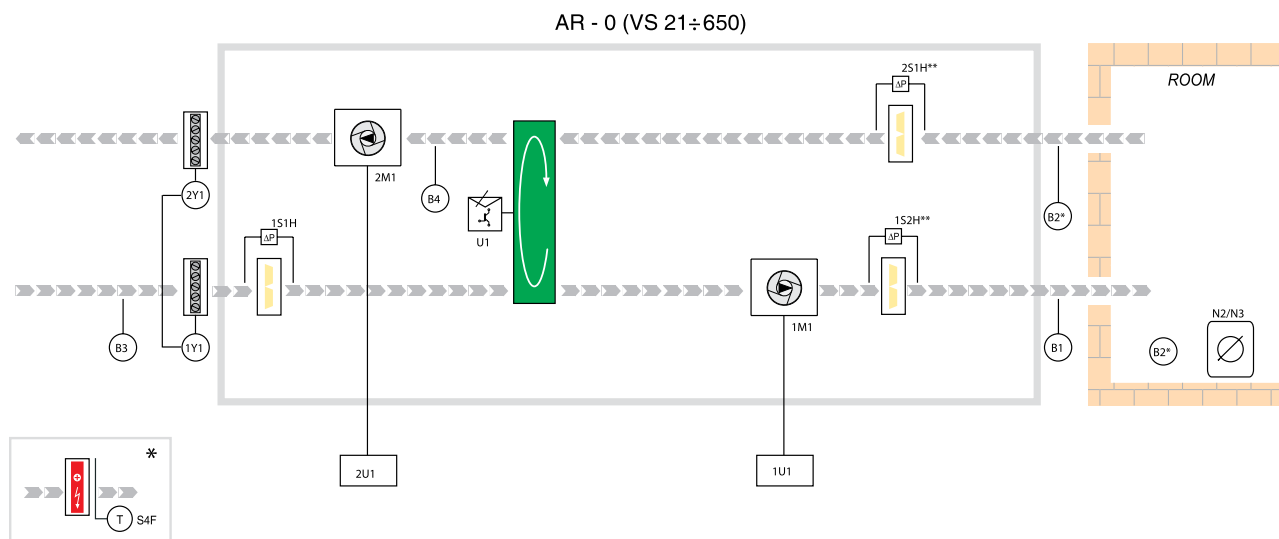 AR - 0 (VS 21÷650)
2S1H**
ΔP
ROOM
2M1
2Y1
B4
B2*
1S1H
ΔP
U1
1S2H**
ΔP
B3
1Y1
1M1
B1
N2/N3
B2*
2U1
1U1
*
T
S4F